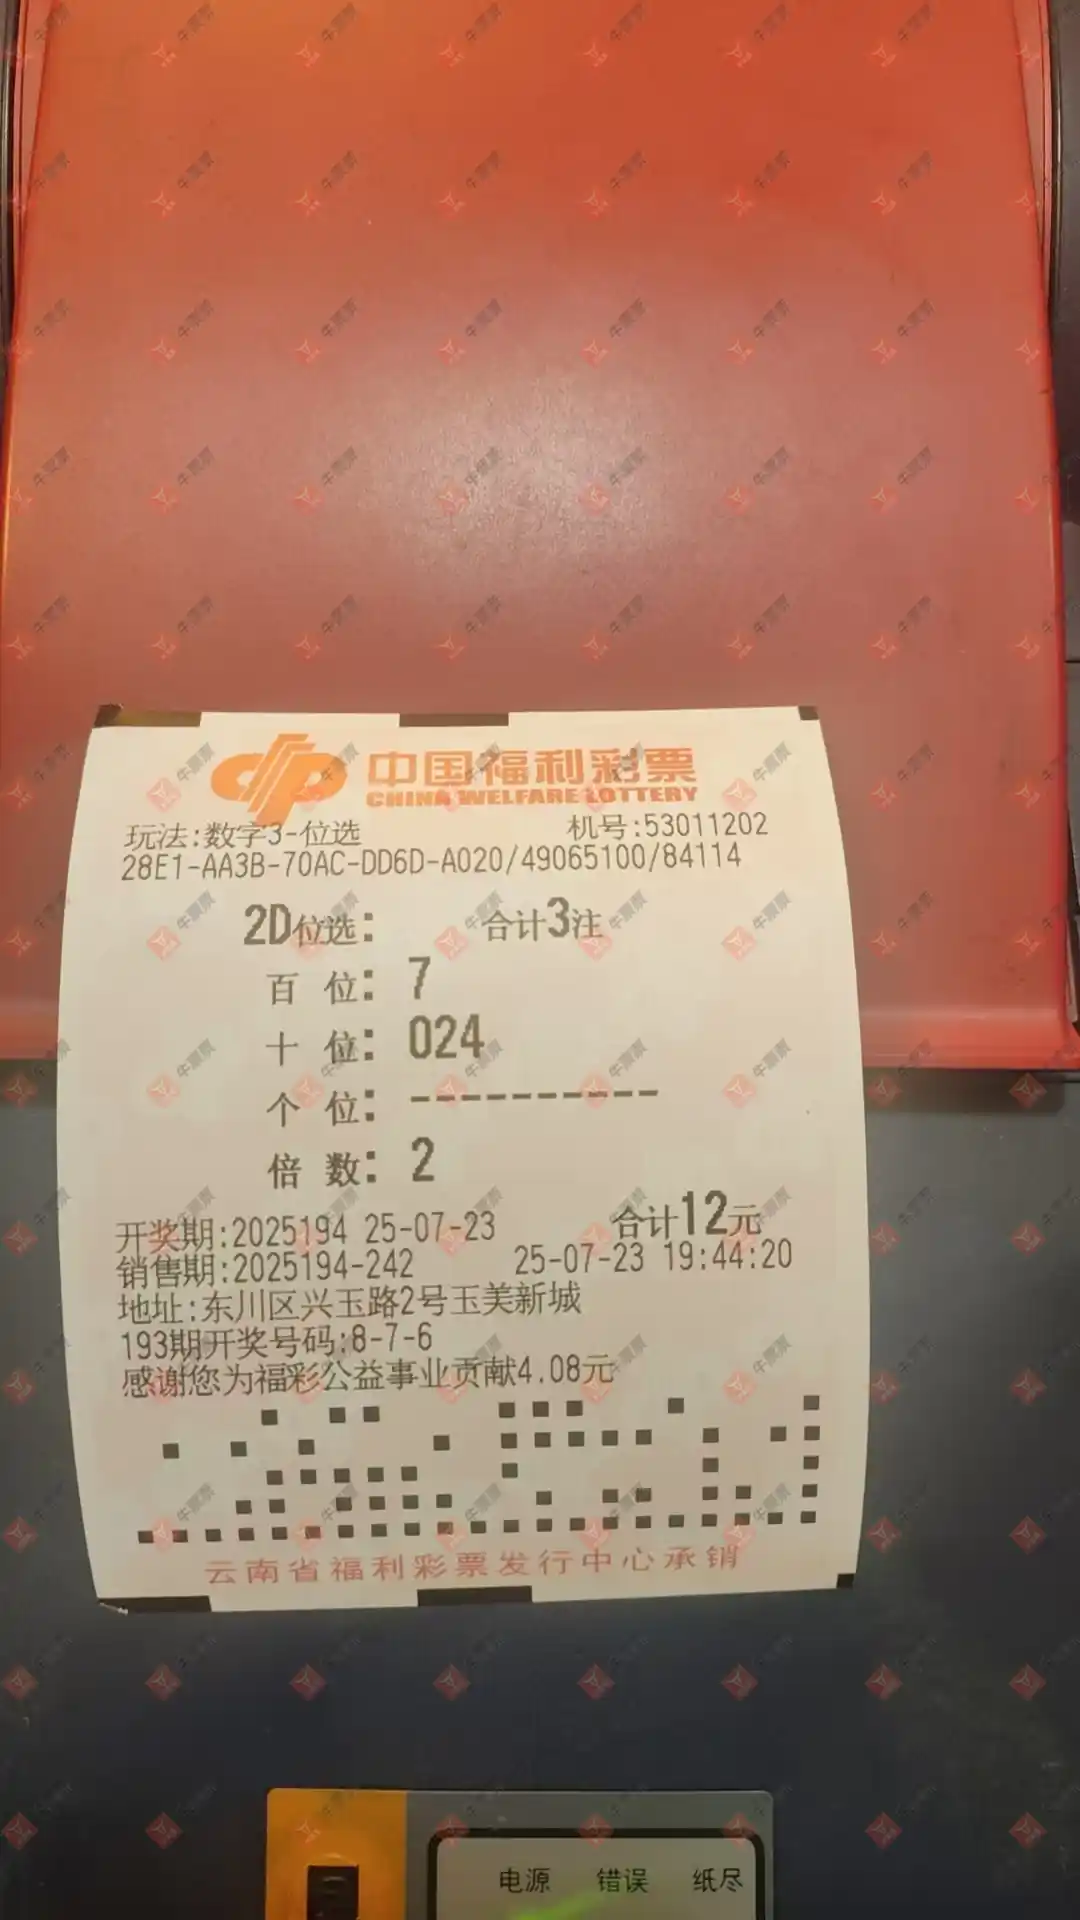 中国福利彩票
CHINA WELFARE LOTTERY
玩法:数字3-位选 机号:53011202
28E1-AA3B-70AC-DD6D-A020/49065100/84114
2D位选: 合计3注
百 位: 7
十 位: 024
个 位: ----------
倍 数: 2
合计12元
开奖期:2025194 25-07-23
销售期:2025194-242 25-07-23 19:44:20
地址:东川区兴玉路2号玉美新城
193期开奖号码:8-7-6
感谢您为福彩公益事业贡献4.08元
云南省福利彩票发行中心承销
电源 错误 纸尽